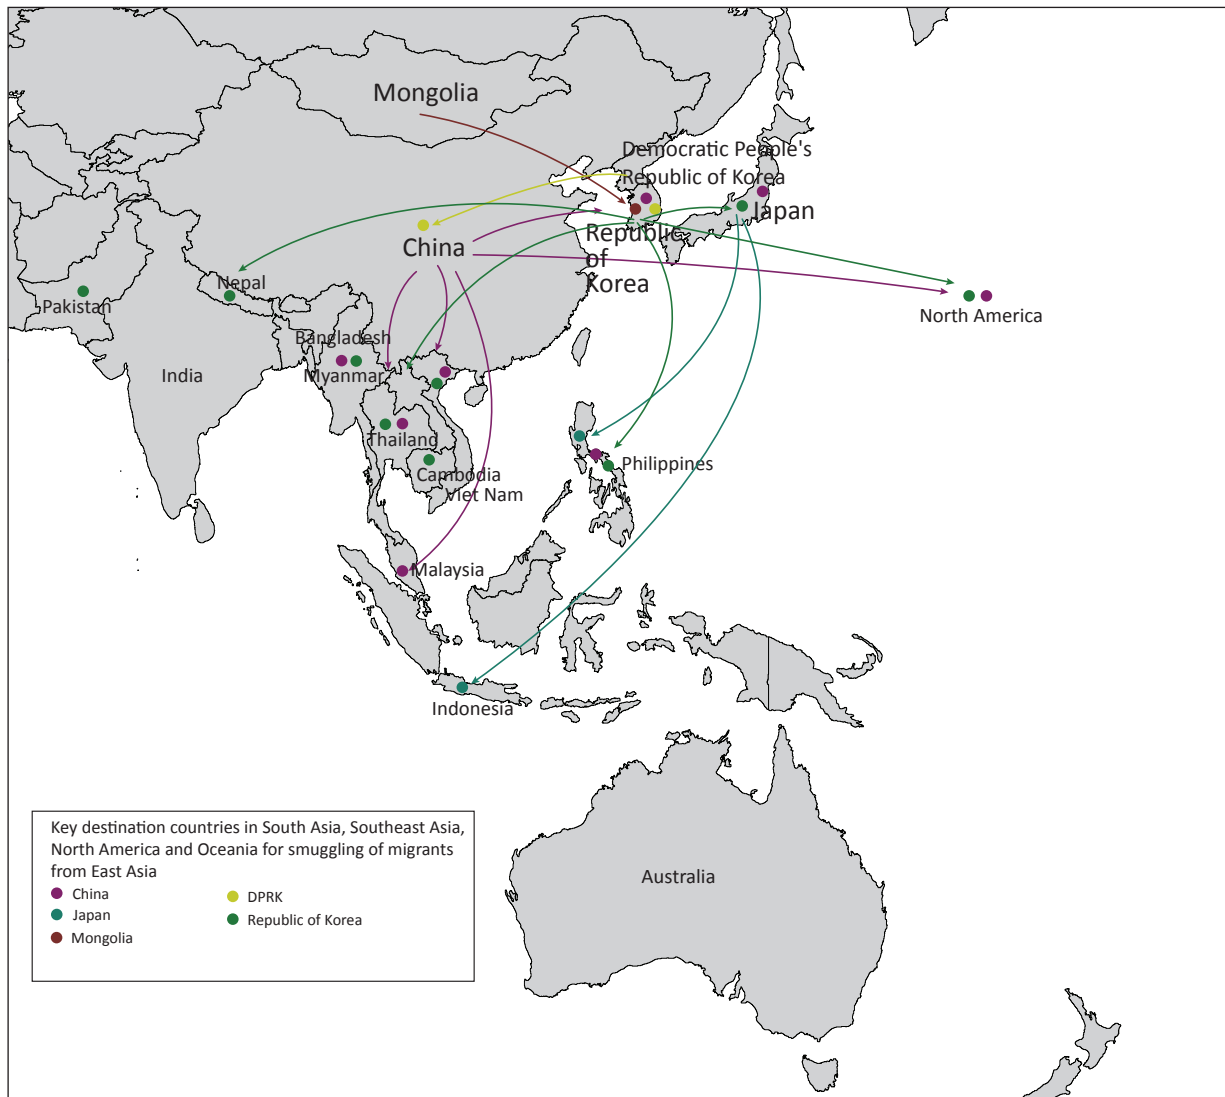 Mongolia
Democratic People's
Republic of Korea
Japan
Republic
of
Korea
China
Nepal
Pakistan
North America
Bangladesh
Myanmar
India
Thailand
Cambodia
Viet Nam
Philippines
Malaysia
Indonesia
Australia
Key destination countries in South Asia, Southeast Asia,
North America and Oceania for smuggling of migrants
from East Asia
China
Japan
Mongolia
DPRK
Republic of Korea